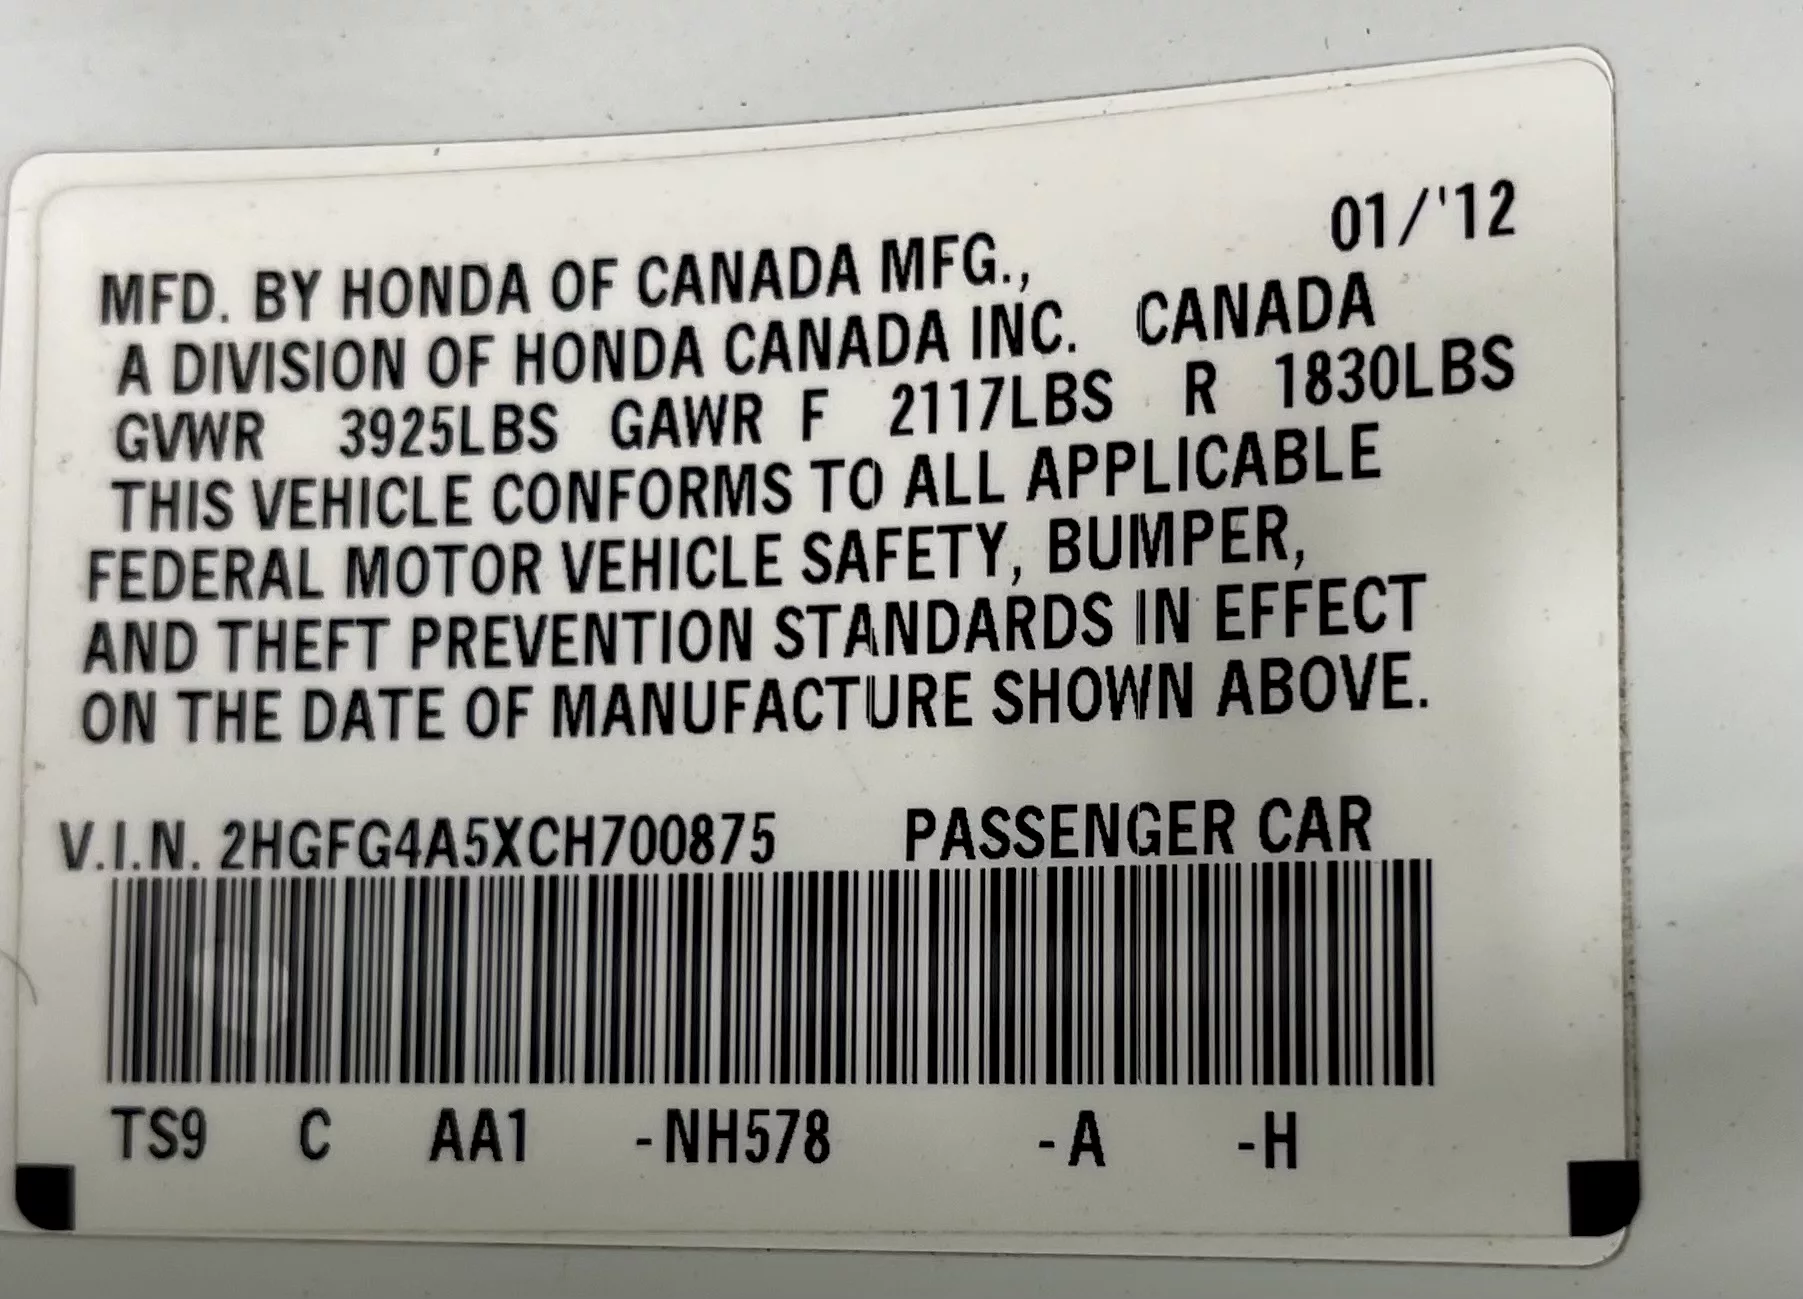 01/'12
MFD. BY HONDA OF CANADA MFG.,
A DIVISION OF HONDA CANADA INC. CANADA
GVWR 3925LBS GAWR F 2117LBS R 1830LBS
THIS VEHICLE CONFORMS TO ALL APPLICABLE
FEDERAL MOTOR VEHICLE SAFETY, BUMPER,
AND THEFT PREVENTION STANDARDS IN EFFECT
ON THE DATE OF MANUFACTURE SHOWN ABOVE.
V.I.N. 2HGFG4A5XCH700875 PASSENGER CAR
TS9 C AA1 -NH578 -A -H